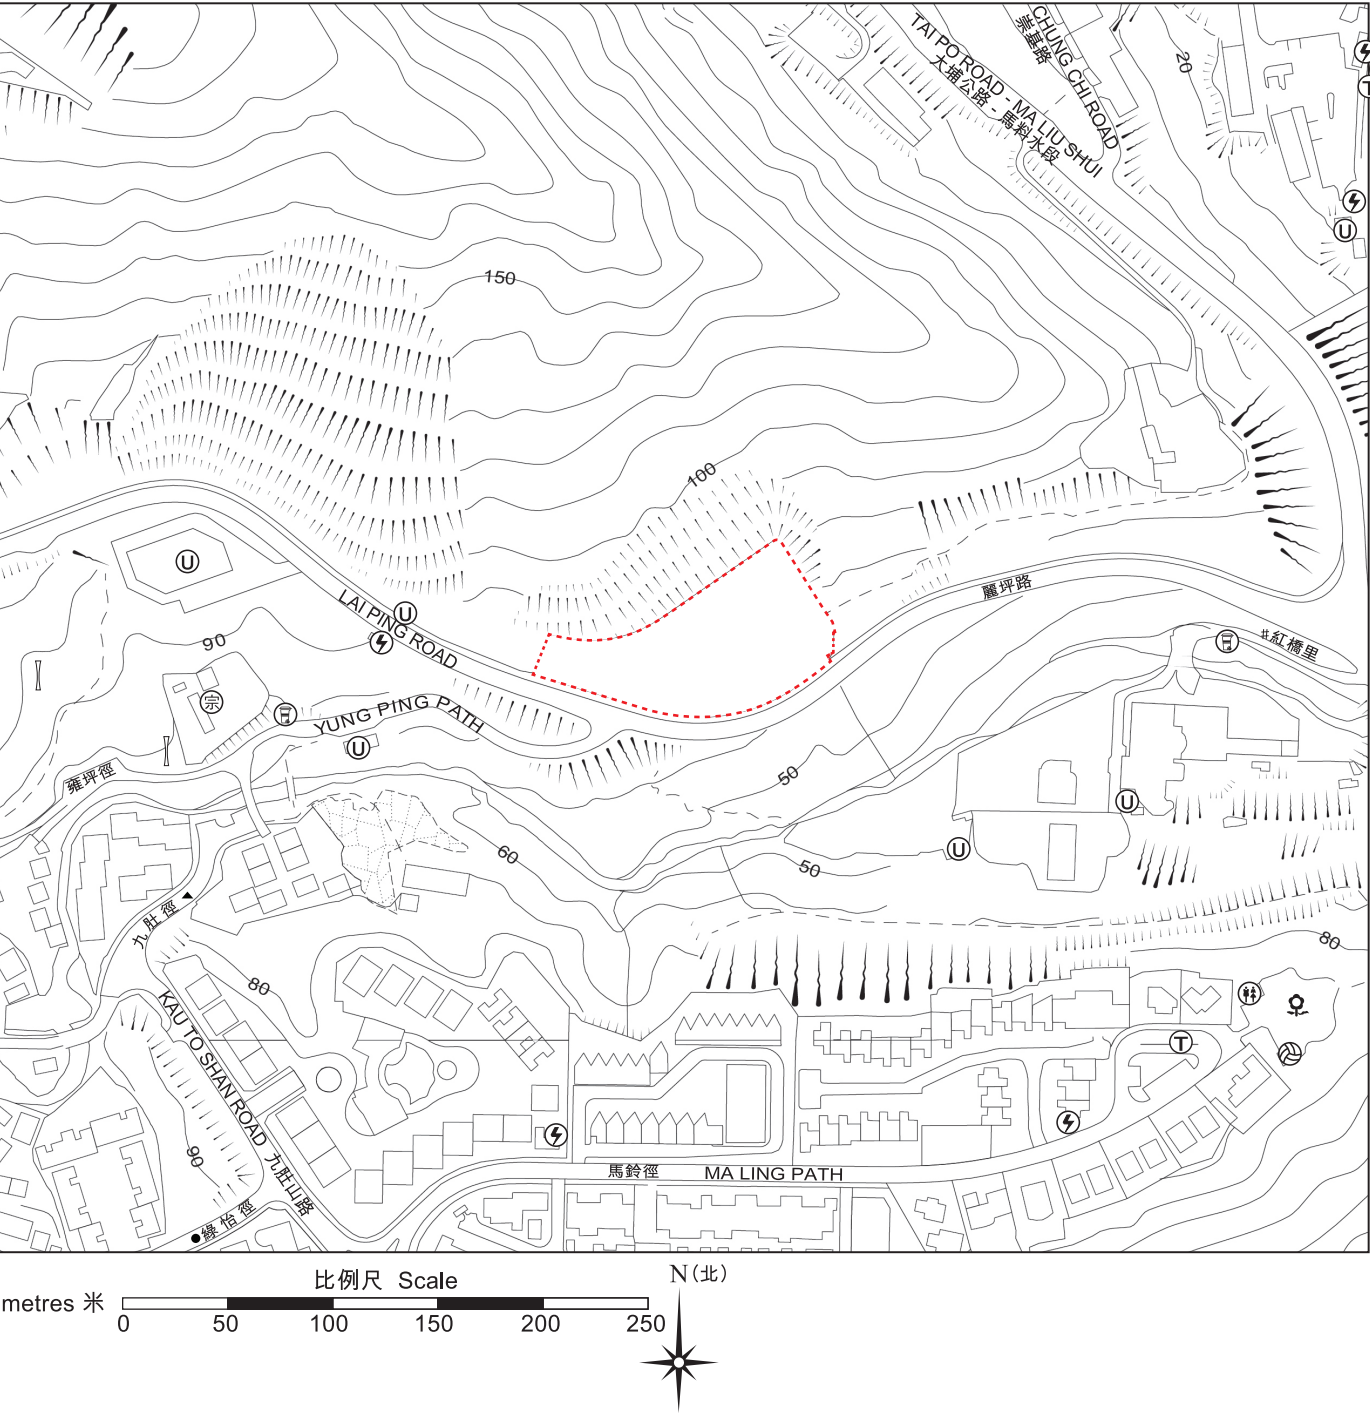 TAI PO ROAD - MA LIU SHUI
大埔公路 - 馬料水段
CHUNG CHI ROAD
崇基路
20
U
150
100
U
LAI PING ROAD
U
麗坪路
紅橋里
90
宗
YUNG PING PATH
U
雍坪徑
50
U
U
60
50
九肚徑
80
80
KAU TO SHAN ROAD 九肚山路
T
90
馬鈴徑 MA LING PATH
綠怡徑
比例尺 Scale
metres 米
0 50 100 150 200 250
N(北)